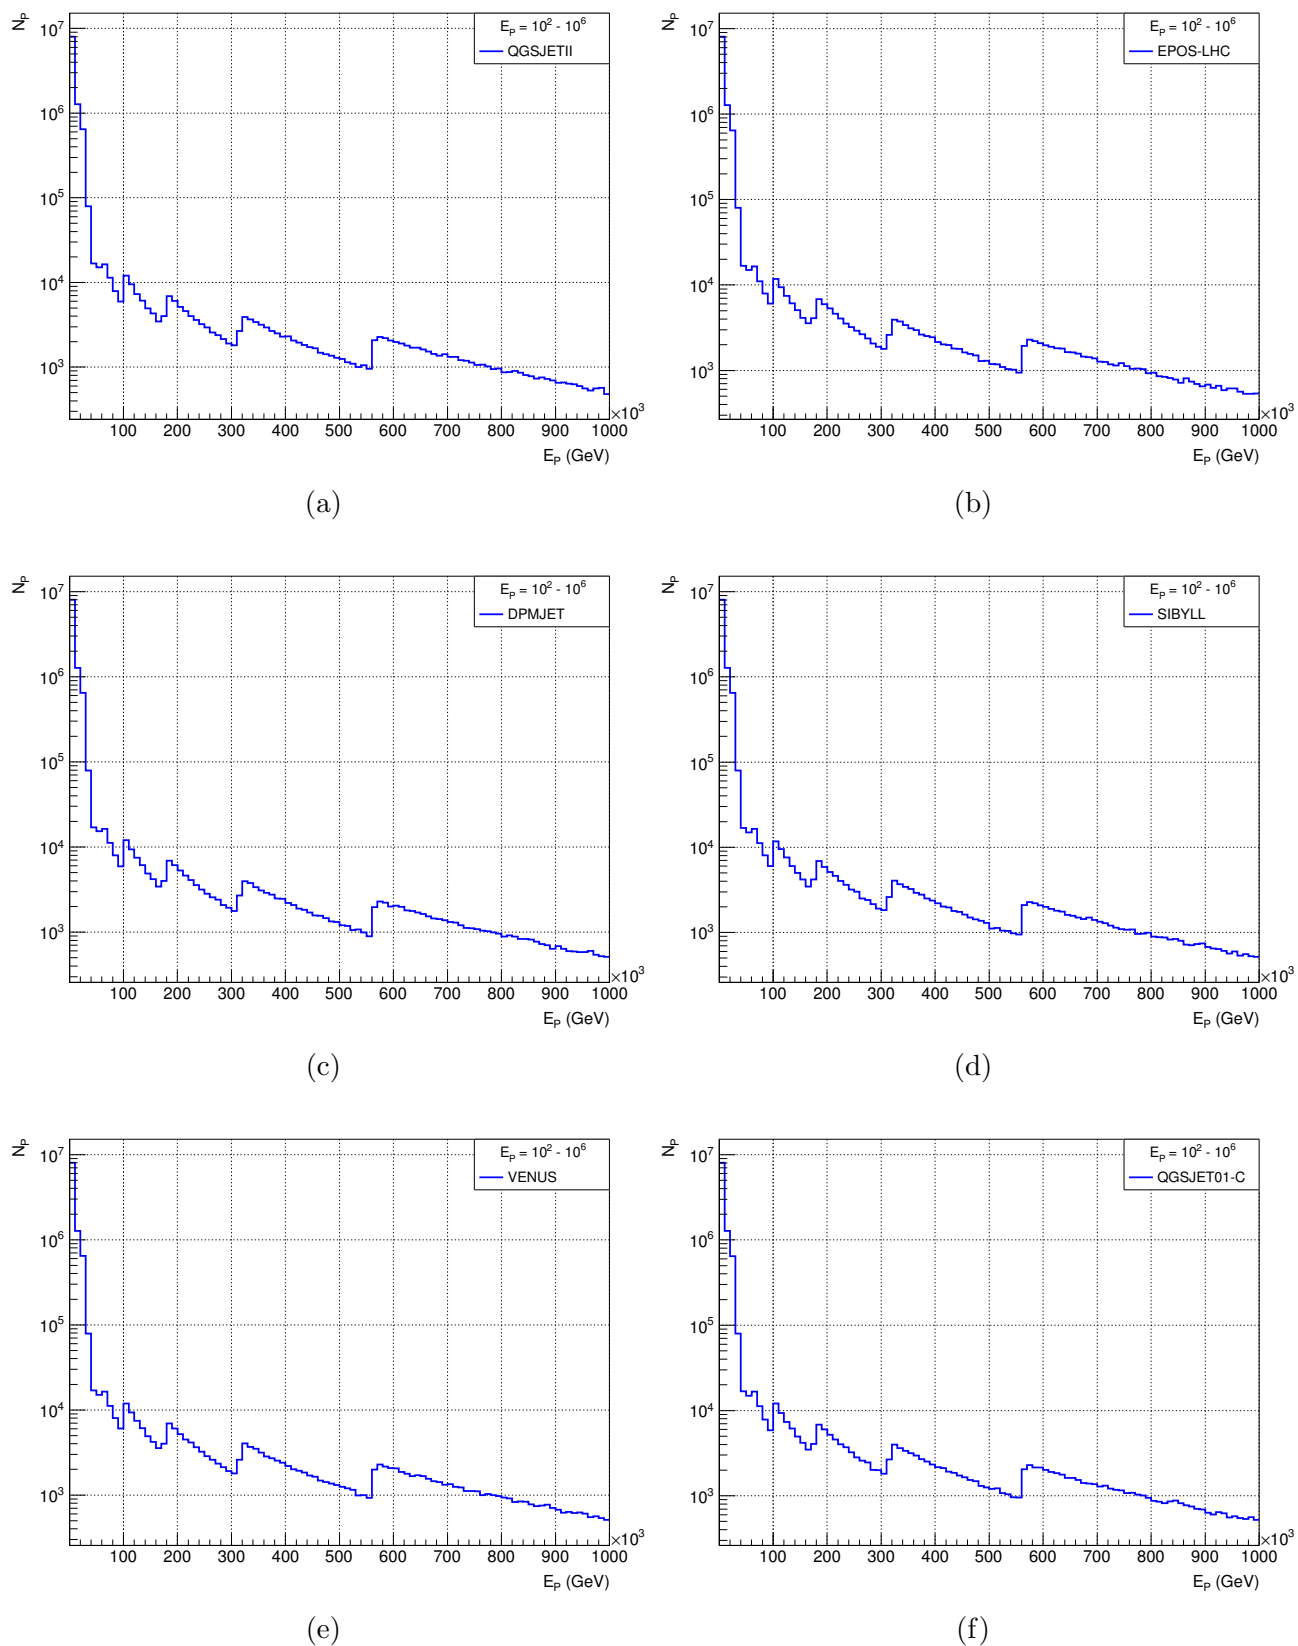 N_P
10^7
10^6
10^5
10^4
10^3
E_P = 10^2 - 10^6
QGSJETII
100 200 300 400 500 600 700 800 900 1000
×10^3
E_P (GeV)
(a)
N_P
10^7
10^6
10^5
10^4
10^3
E_P = 10^2 - 10^6
EPOS-LHC
100 200 300 400 500 600 700 800 900 1000
×10^3
E_P (GeV)
(b)
N_P
10^7
10^6
10^5
10^4
10^3
E_P = 10^2 - 10^6
DPMJET
100 200 300 400 500 600 700 800 900 1000
×10^3
E_P (GeV)
(c)
N_P
10^7
10^6
10^5
10^4
10^3
E_P = 10^2 - 10^6
SIBYLL
100 200 300 400 500 600 700 800 900 1000
×10^3
E_P (GeV)
(d)
N_P
10^7
10^6
10^5
10^4
10^3
E_P = 10^2 - 10^6
VENUS
100 200 300 400 500 600 700 800 900 1000
×10^3
E_P (GeV)
(e)
N_P
10^7
10^6
10^5
10^4
10^3
E_P = 10^2 - 10^6
QGSJET01-C
100 200 300 400 500 600 700 800 900 1000
×10^3
E_P (GeV)
(f)